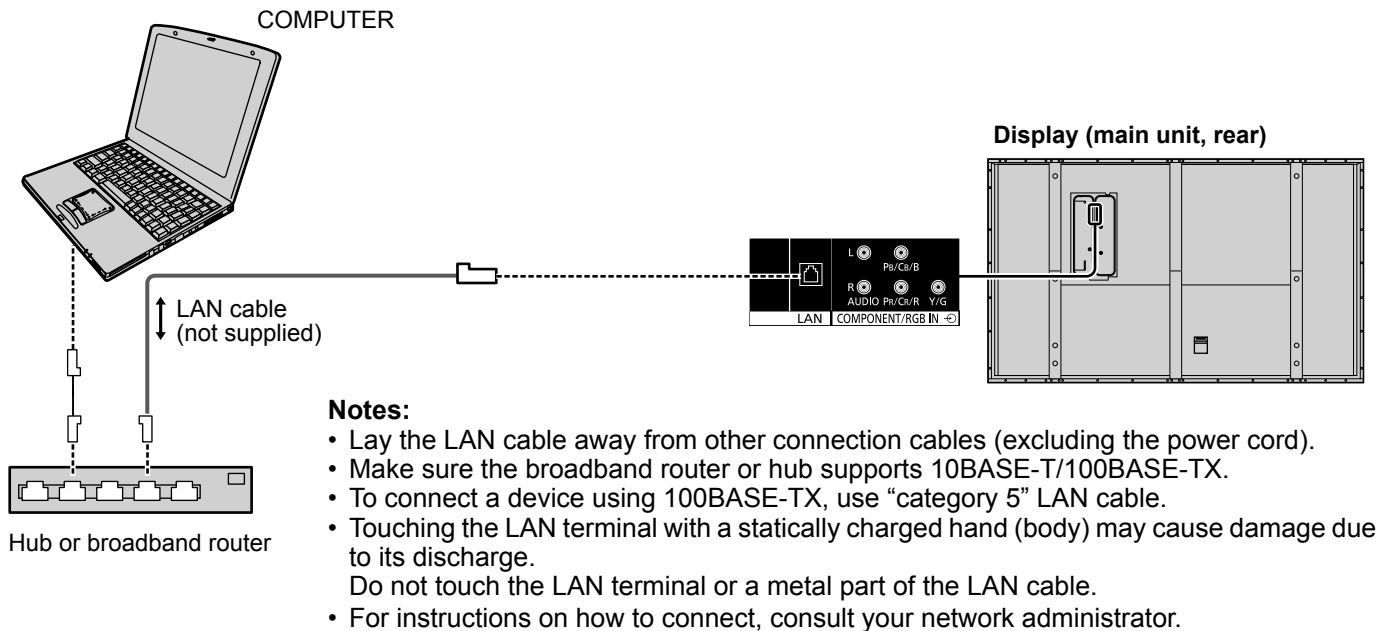 COMPUTER
Display (main unit, rear)
L
PB/CB/B
R
AUDIO PR/CR/R Y/G
LAN COMPONENT/RGB IN
LAN cable
(not supplied)
Hub or broadband router
Notes:
• Lay the LAN cable away from other connection cables (excluding the power cord).
• Make sure the broadband router or hub supports 10BASE-T/100BASE-TX.
• To connect a device using 100BASE-TX, use “category 5” LAN cable.
• Touching the LAN terminal with a statically charged hand (body) may cause damage due
to its discharge.
Do not touch the LAN terminal or a metal part of the LAN cable.
• For instructions on how to connect, consult your network administrator.